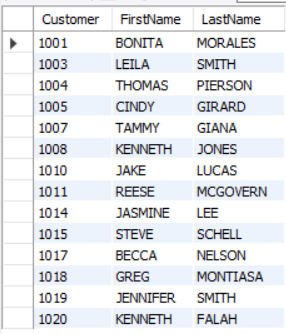 Customer FirstName LastName
1001 BONITA MORALES
1003 LEILA SMITH
1004 THOMAS PIERSON
1005 CINDY GIRARD
1007 TAMMY GIANA
1008 KENNETH JONES
1010 JAKE LUCAS
1011 REESE MCGOVERN
1014 JASMINE LEE
1015 STEVE SCHELL
1017 BECCA NELSON
1018 GREG MONTIASA
1019 JENNIFER SMITH
1020 KENNETH FALAH